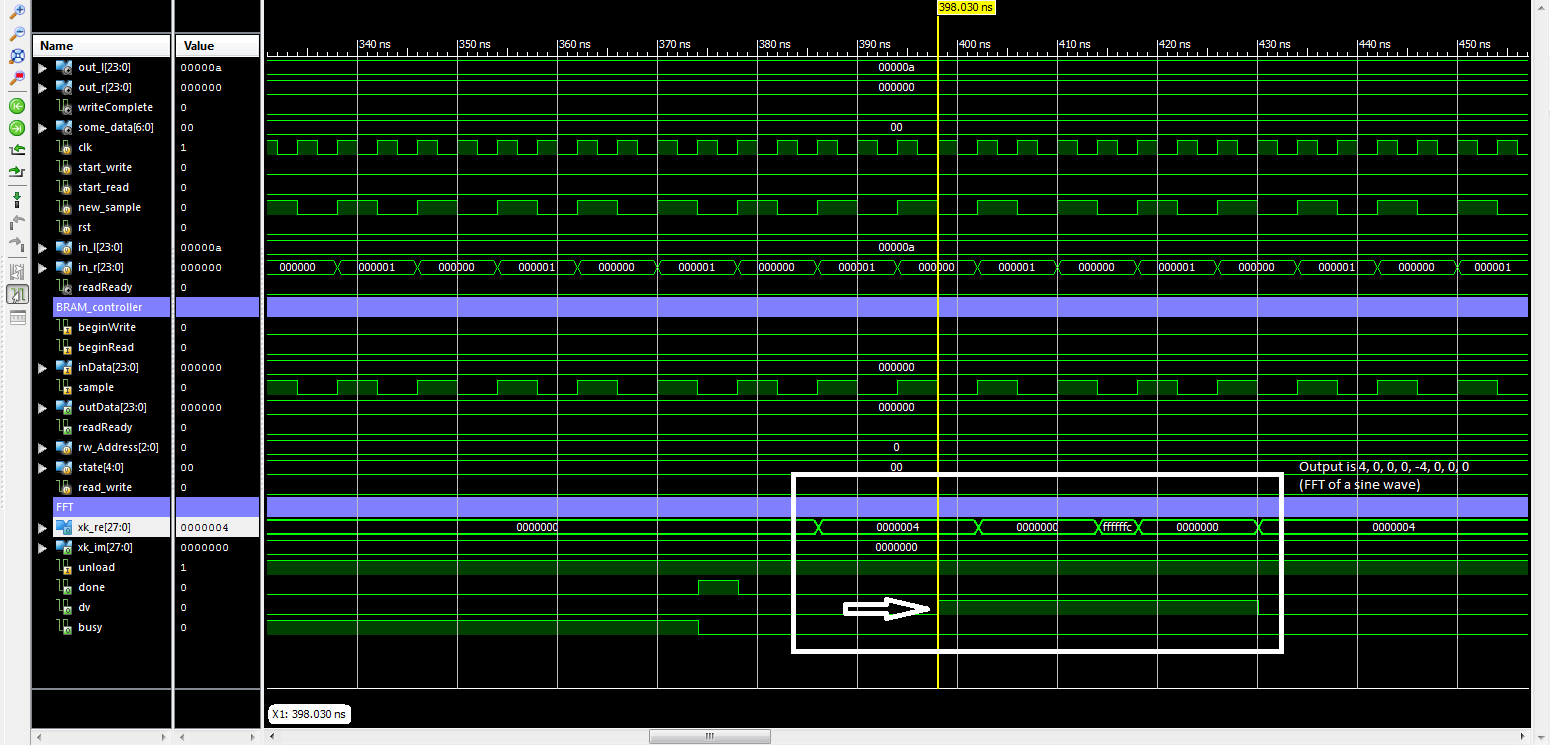 398.030 ns
Name Value
340 ns 350 ns 360 ns 370 ns 380 ns 390 ns 400 ns 410 ns 420 ns 430 ns 440 ns 450 ns
out_l[23:0] 00000a 00000a
out_r[23:0] 000000 000000
writeComplete 0
some_data[6:0] 00 00
clk 1
start_write 0
start_read 0
new_sample 0
rst 0
in_l[23:0] 00000a 00000a
in_r[23:0] 000000 000000 000001 000000 000001 000000 000001 000000 000001 000000 000001 000000 000001 000000 000001 000000 000001
readReady 0
BRAM_controller
beginWrite 0
beginRead 0
inData[23:0] 000000 000000
sample 0
outData[23:0] 000000 000000
readReady 0
rw_Address[2:0] 0 0
state[4:0] 00 00
Output is 4, 0, 0, 0, -4, 0, 0, 0
read_write 0
(FFT of a sine wave)
FFT
xk_re[27:0] 0000004 0000000 0000004 0000000 ffffffc 0000000 0000004
xk_im[27:0] 0000000 0000000
unload 1
done 0
dv 0
busy 0
X1: 398.030 ns